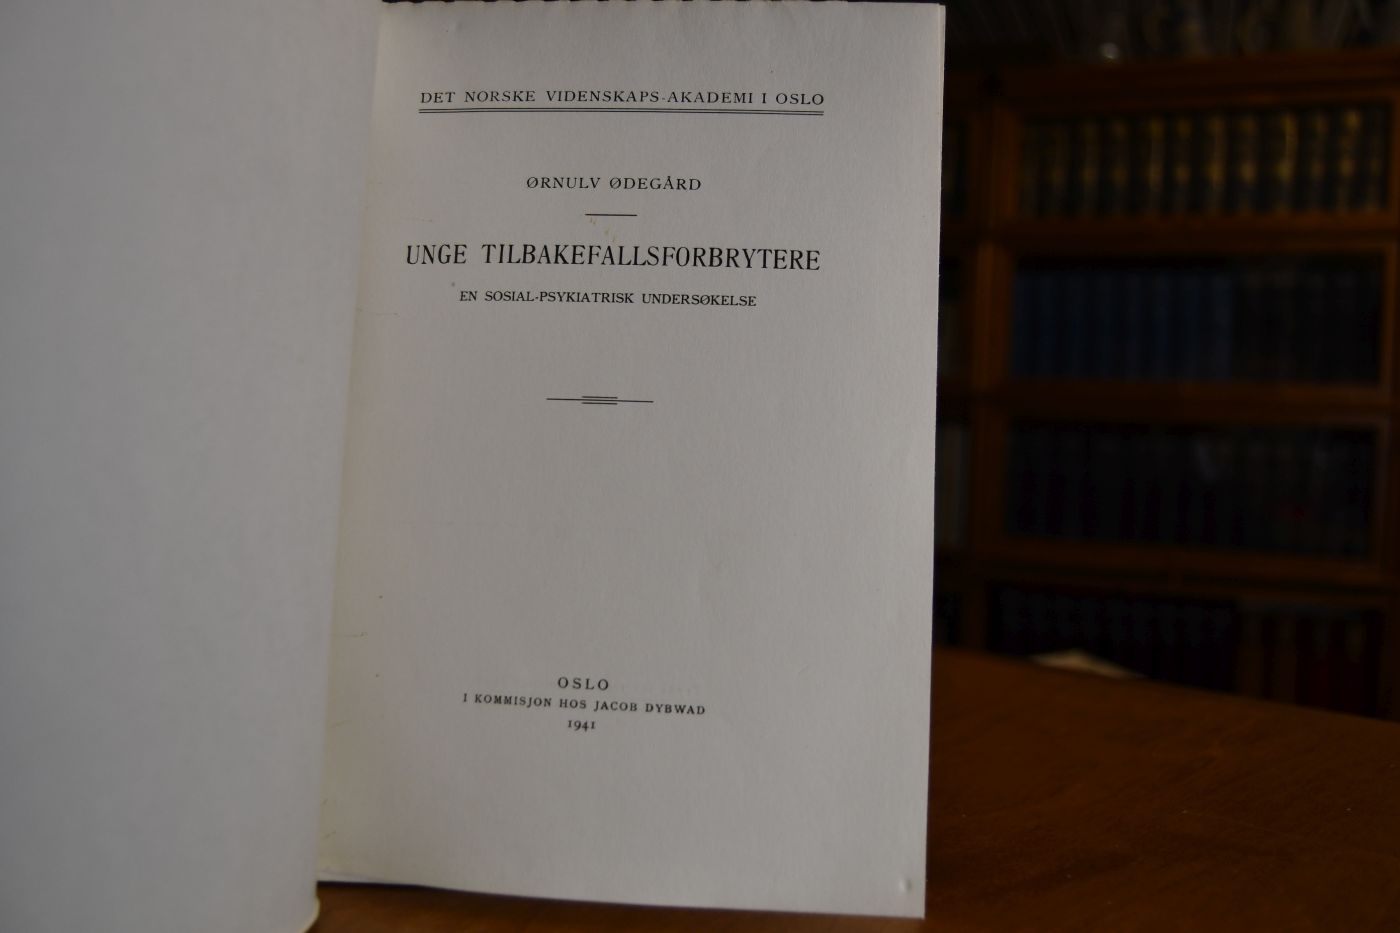 DET NORSKE VIDENSKAPS-AKADEMI I OSLO
ØRNULV ØDEGÅRD
UNGE TILBAKEFALLSFORBRYTERE
EN SOSIAL-PSYKIATRISK UNDERSØKELSE
OSLO
I KOMMISJON HOS JACOB DYBWAD
1941